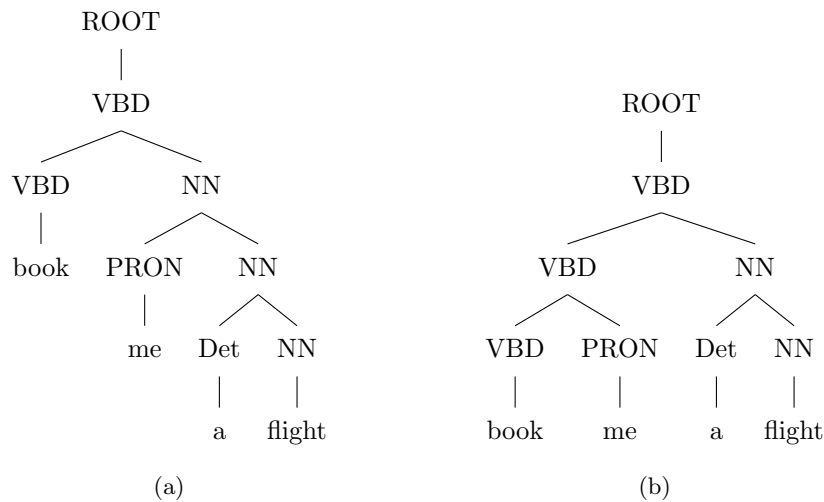 ROOT
VBD
ROOT
VBD NN
VBD
book PRON NN
VBD NN
me Det NN
VBD PRON Det NN
a flight
book me a flight
(a)
(b)